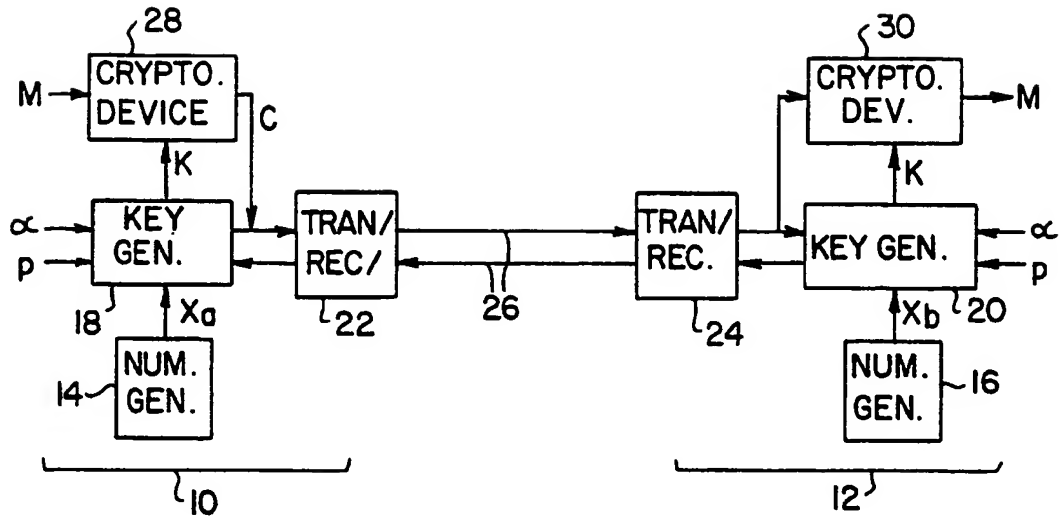 28
CRYPTO.
DEVICE
M
C
K
α
p
KEY
GEN.
18
Xa
14
NUM.
GEN.
10
TRAN/
REC/
22
26
TRAN/
REC.
24
30
CRYPTO.
DEV.
M
K
KEY GEN.
α
p
20
Xb
NUM.
GEN.
16
12